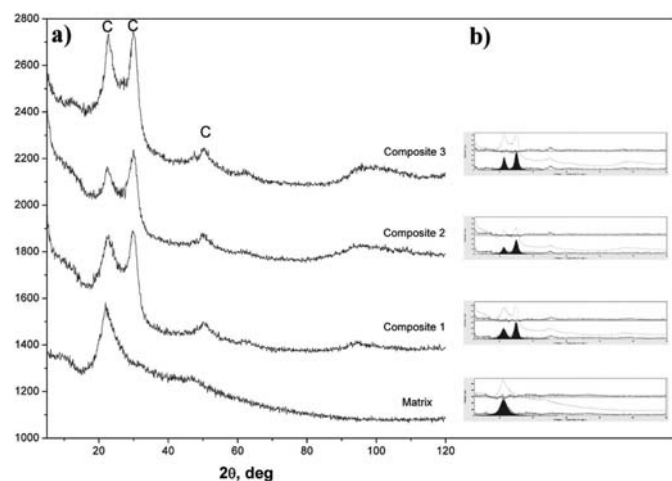 a)
b)
C
C
C
2800
2600
2400
2200
2000
1800
1600
1400
1200
1000
Composite 3
Composite 2
Composite 1
Matrix
20
40
60
80
100
120
2θ, deg